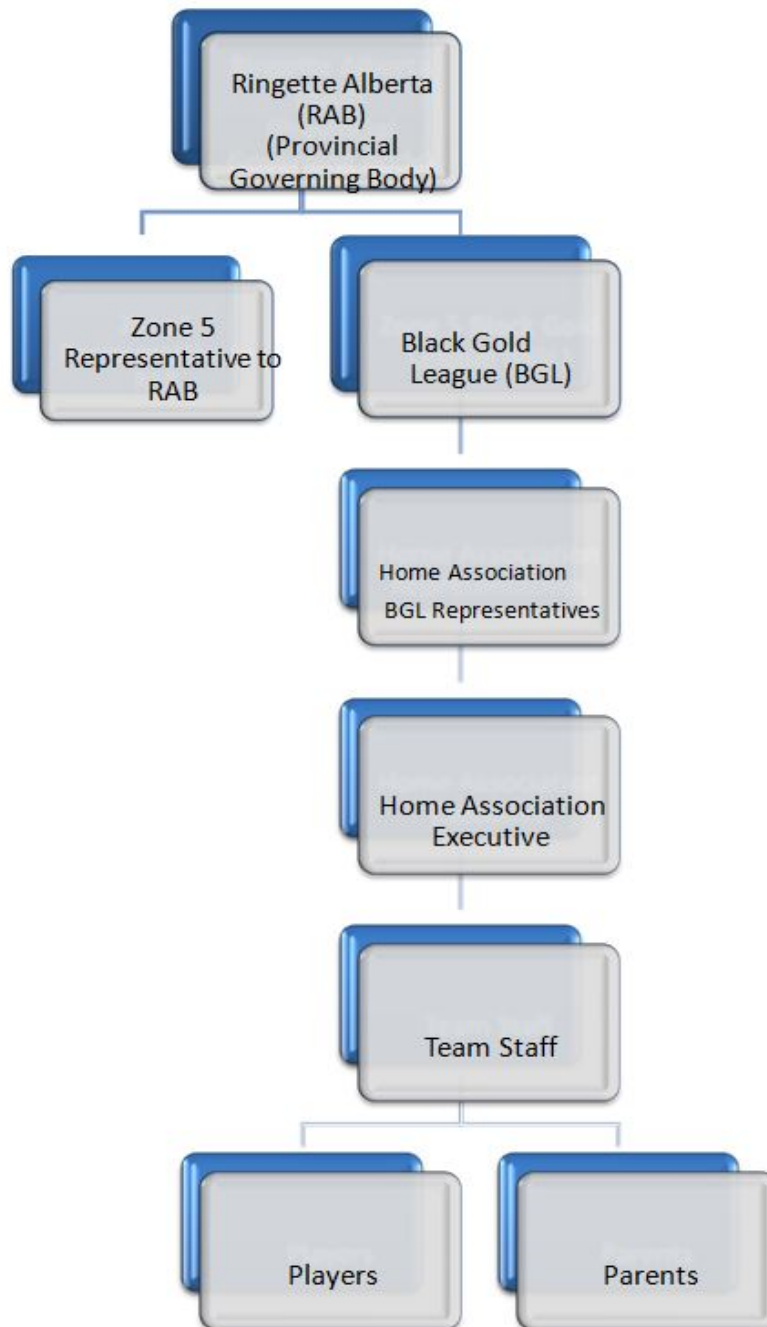 Ringette Alberta
(RAB)
(Provincial
Governing Body)
Zone 5
Representative to
RAB
Black Gold
League (BGL)
Home Association
BGL Representatives
Home Association
Executive
Team Staff
Players
Parents